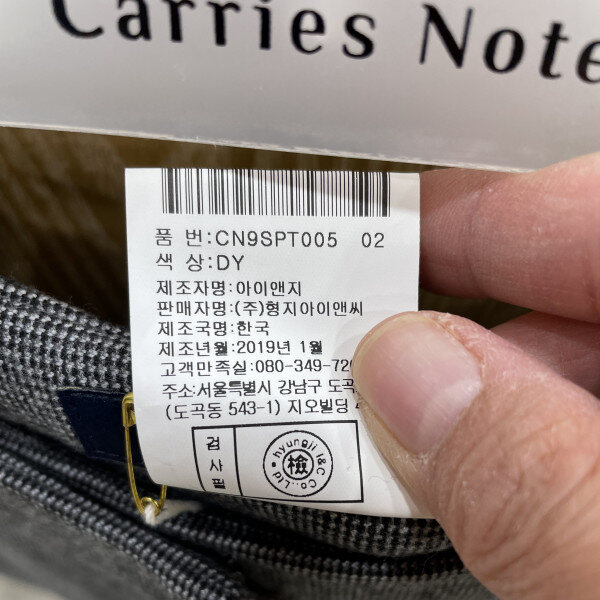 Carries Note
품 번:CN9SPT005 02
색 상:DY
제조자명:아이앤지
판매자명:(주)형지아이앤씨
제조국명:한국
제조년월:2019년 1월
고객만족실:080-349-72
주소:서울특별시 강남구 도곡
(도곡동 543-1) 지오빌딩
검사필
hyungji I&C Co.,Ltd.
檢